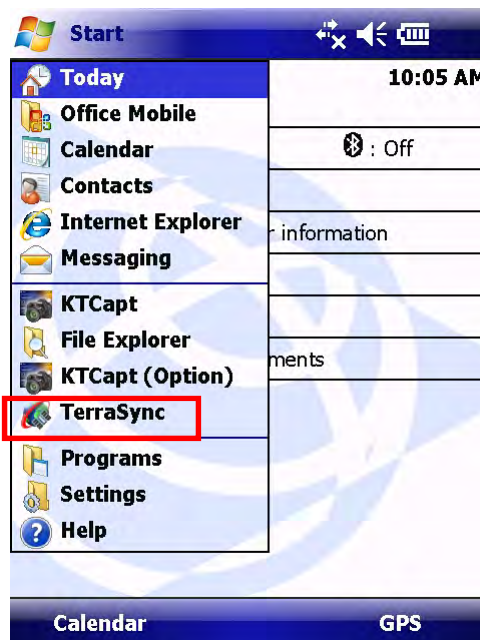 Start
10:05 AM
Today
Office Mobile
Calendar
: Off
Contacts
Internet Explorer
r information
Messaging
KTCapt
File Explorer
ments
KTCapt (Option)
TerraSync
Programs
Settings
Help
Calendar
GPS